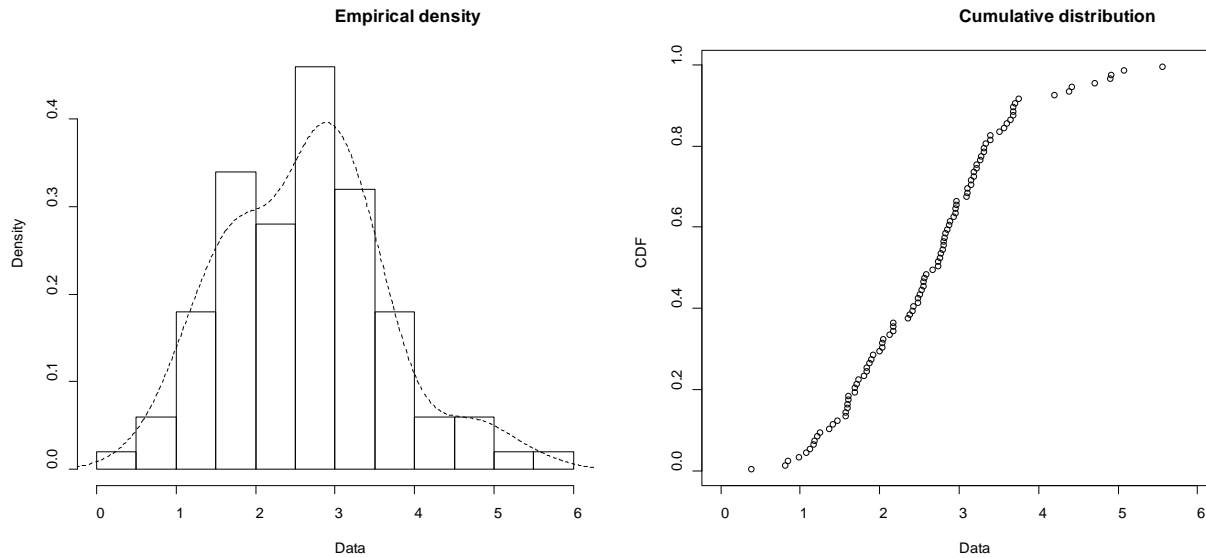 Empirical density
Density
0.0
0.1
0.2
0.3
0.4
0 1 2 3 4 5 6
Data
Cumulative distribution
CDF
0.0
0.2
0.4
0.6
0.8
1.0
0 1 2 3 4 5 6
Data